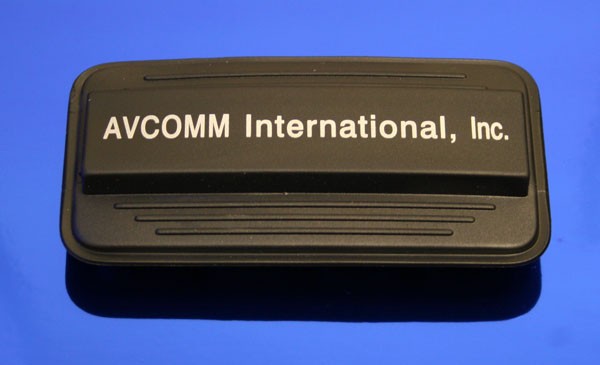 AVCOMM International, Inc.